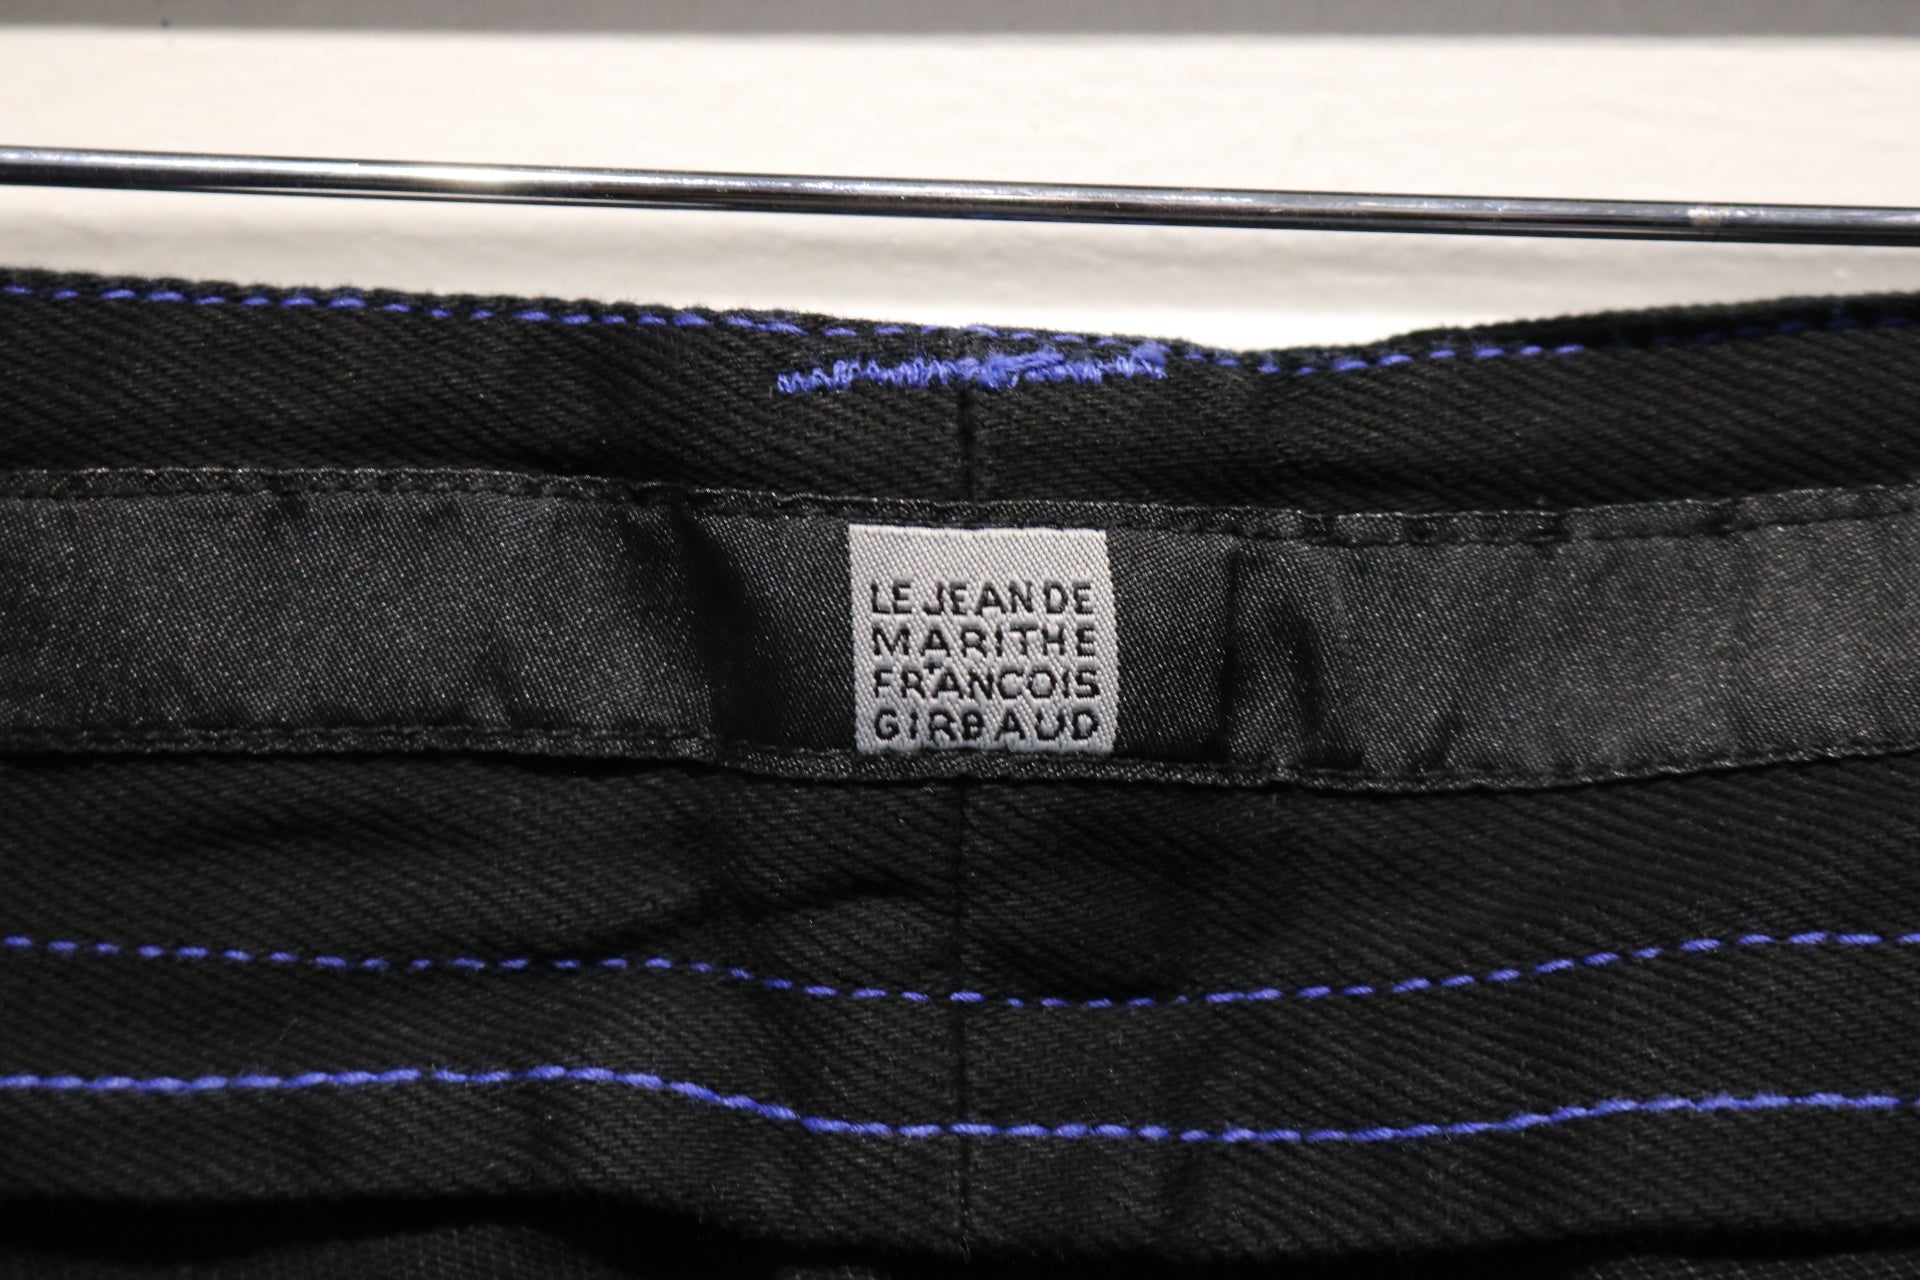 LE JEAN DE
MARITHE
+
FRANCOIS
GIRBAUD